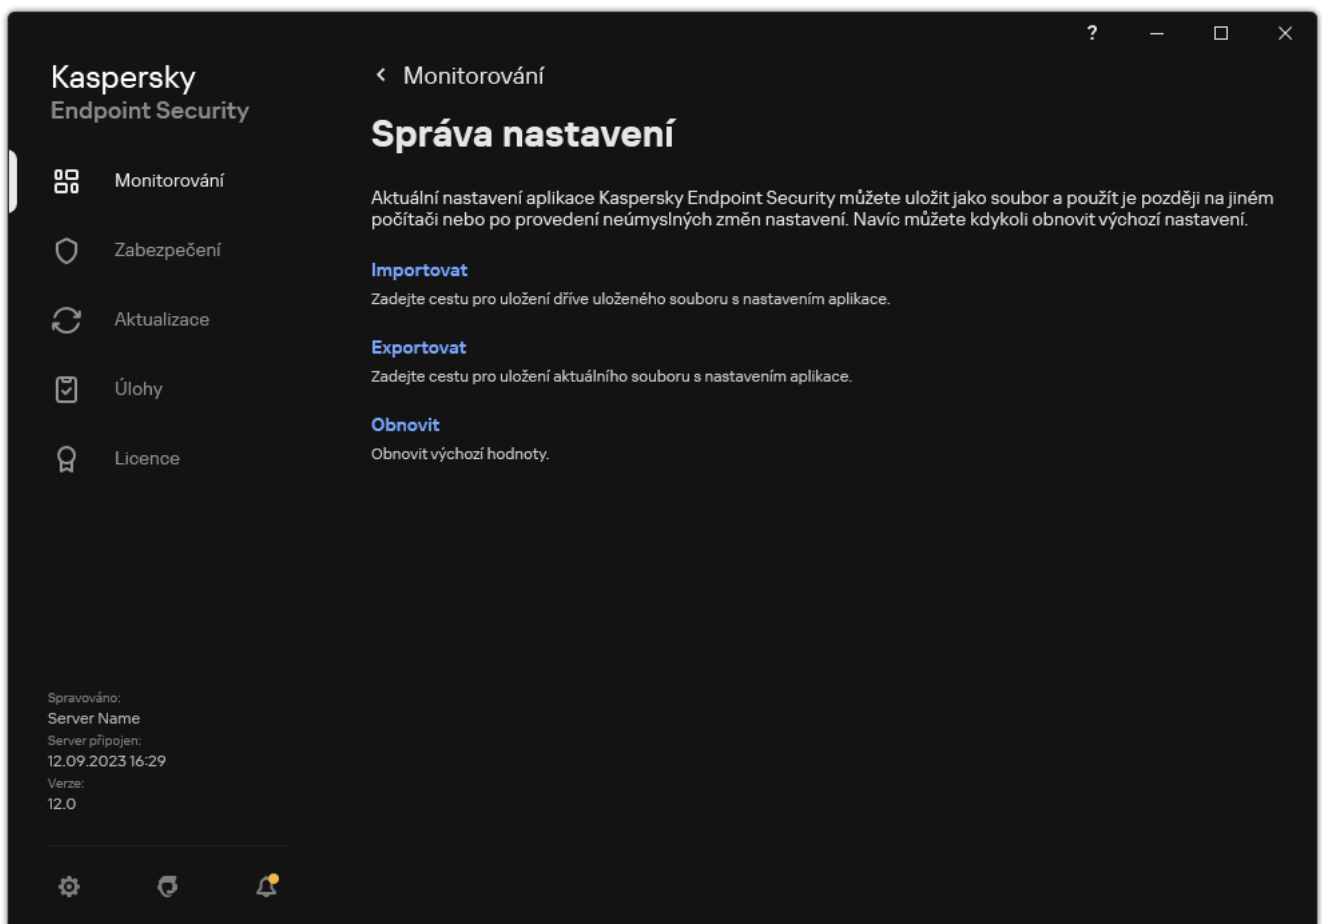 ?
Kaspersky
Endpoint Security
Monitorování
Zabezpečení
Aktualizace
Úlohy
Licence
Spravováno:
Server Name
Server připojen:
12.09.2023 16:29
Verze:
12.0
Monitorování
Správa nastavení
Aktuální nastavení aplikace Kaspersky Endpoint Security můžete uložit jako soubor a použít je později na jiném
počítači nebo po provedení neúmyslných změn nastavení. Navíc můžete kdykoli obnovit výchozí nastavení.
Importovat
Zadejte cestu pro uložení dříve uloženého souboru s nastavením aplikace.
Exportovat
Zadejte cestu pro uložení aktuálního souboru s nastavením aplikace.
Obnovit
Obnovit výchozí hodnoty.